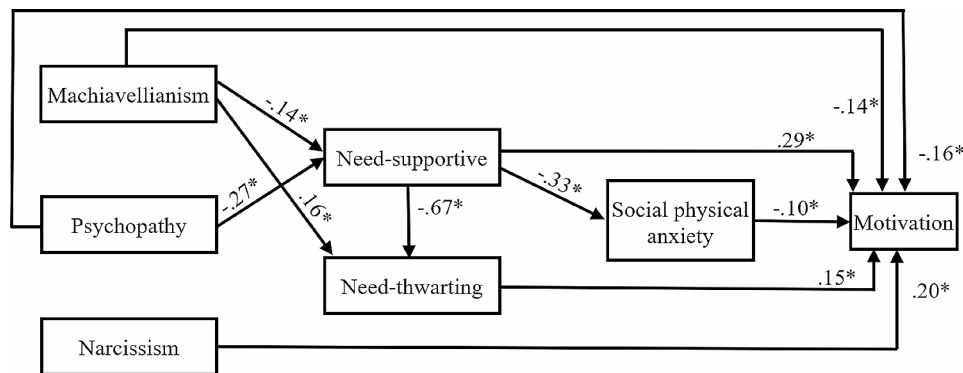 Machiavellianism
-.14*
-.14*
Need-supportive
.29*
-.16*
-.27*
.16*
-.67*
-.33*
Social physical
anxiety
-.10*
Motivation
Psychopathy
Need-thwarting
.15*
.20*
Narcissism